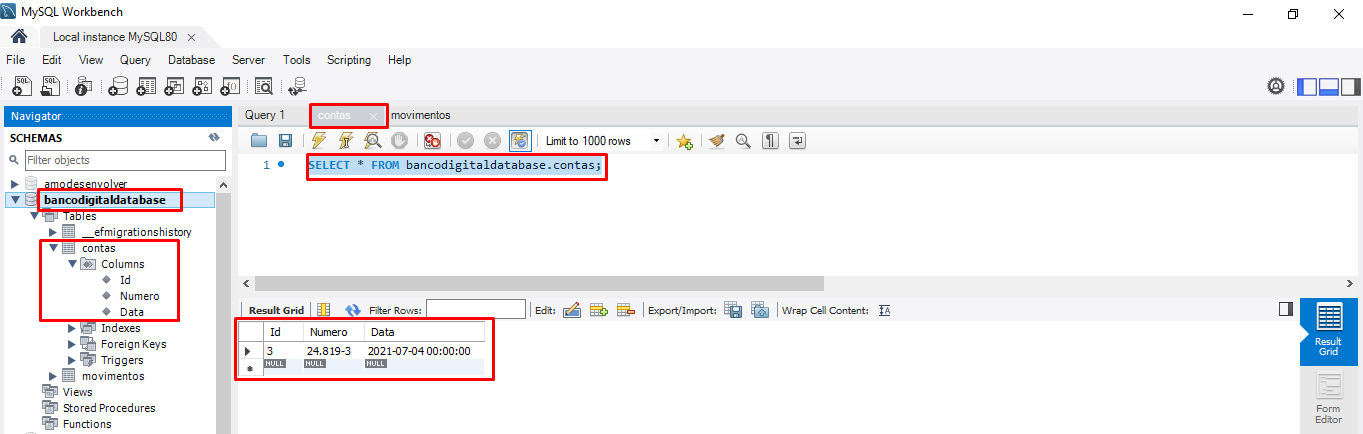 MySQL Workbench
Local instance MySQL80
File Edit View Query Database Server Tools Scripting Help
SQL SQL
Navigator
SCHEMAS
Filter objects
amodesenvolver
bancodigitaldatabase
Tables
__efmigrationshistory
contas
Columns
Id
Numero
Data
Indexes
Foreign Keys
Triggers
movimentos
Views
Stored Procedures
Functions
Query 1 contas movimentos
Limit to 1000 rows
1 SELECT * FROM bancodigitaldatabase.contas;
Result Grid Filter Rows: Edit: Export/Import: Wrap Cell Content: IA
Id Numero Data
3 24.819-3 2021-07-04 00:00:00
NULL NULL NULL
Result
Grid
Form
Editor